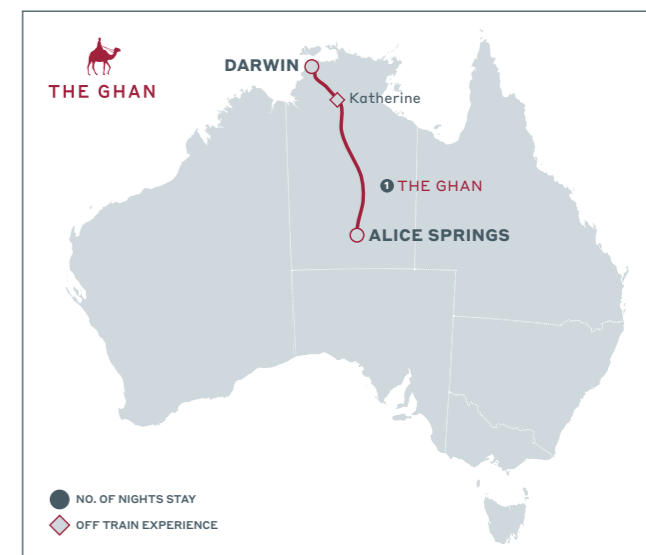 DARWIN
THE GHAN
Katherine
1 THE GHAN
ALICE SPRINGS
NO. OF NIGHTS STAY
OFF TRAIN EXPERIENCE